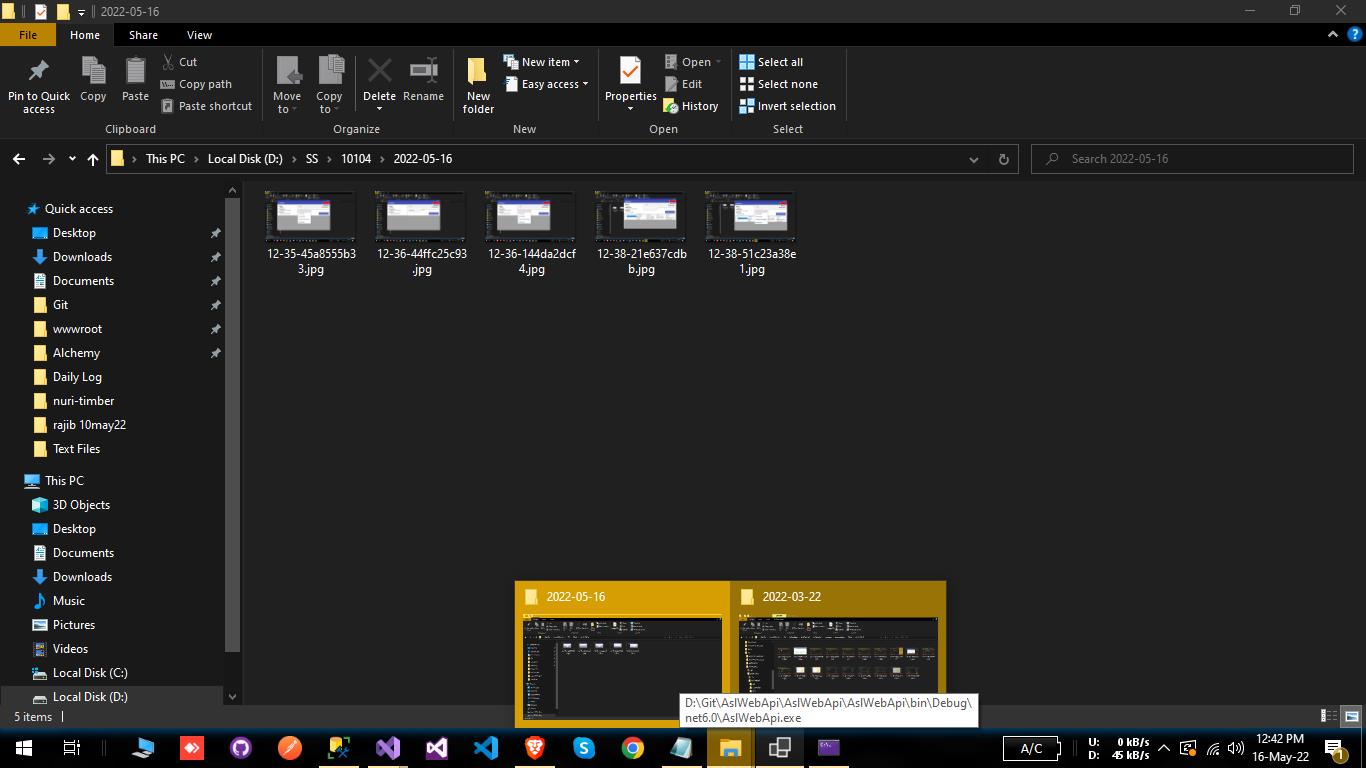 2022-05-16
File
Home
Share
View
Pin to Quick
access
Copy
Paste
Cut
Copy path
Paste shortcut
Clipboard
Move
to
Copy
to
Delete
Rename
Organize
New
folder
New item
Easy access
New
Properties
Open
Edit
History
Open
Select all
Select none
Invert selection
Select
This PC > Local Disk (D:) > SS > 10104 > 2022-05-16
Search 2022-05-16
Quick access
Desktop
Downloads
Documents
Git
wwwroot
Alchemy
Daily Log
nuri-timber
rajib 10may22
Text Files
This PC
3D Objects
Desktop
Documents
Downloads
Music
Pictures
Videos
Local Disk (C:)
Local Disk (D:)
12-35-45a8555b3
3.jpg
12-36-44ffc25c93
.jpg
12-36-144da2dcf
4.jpg
12-38-21e637cdb
b.jpg
12-38-51c23a38e
1.jpg
2022-05-16
2022-03-22
D:\Git\AslWebApi\AslWebApi\AslWebApi\bin\Debug\
net6.0\AslWebApi.exe
5 items
A/C
U: 0 kB/s
D: 45 kB/s
12:42 PM
16-May-22
1